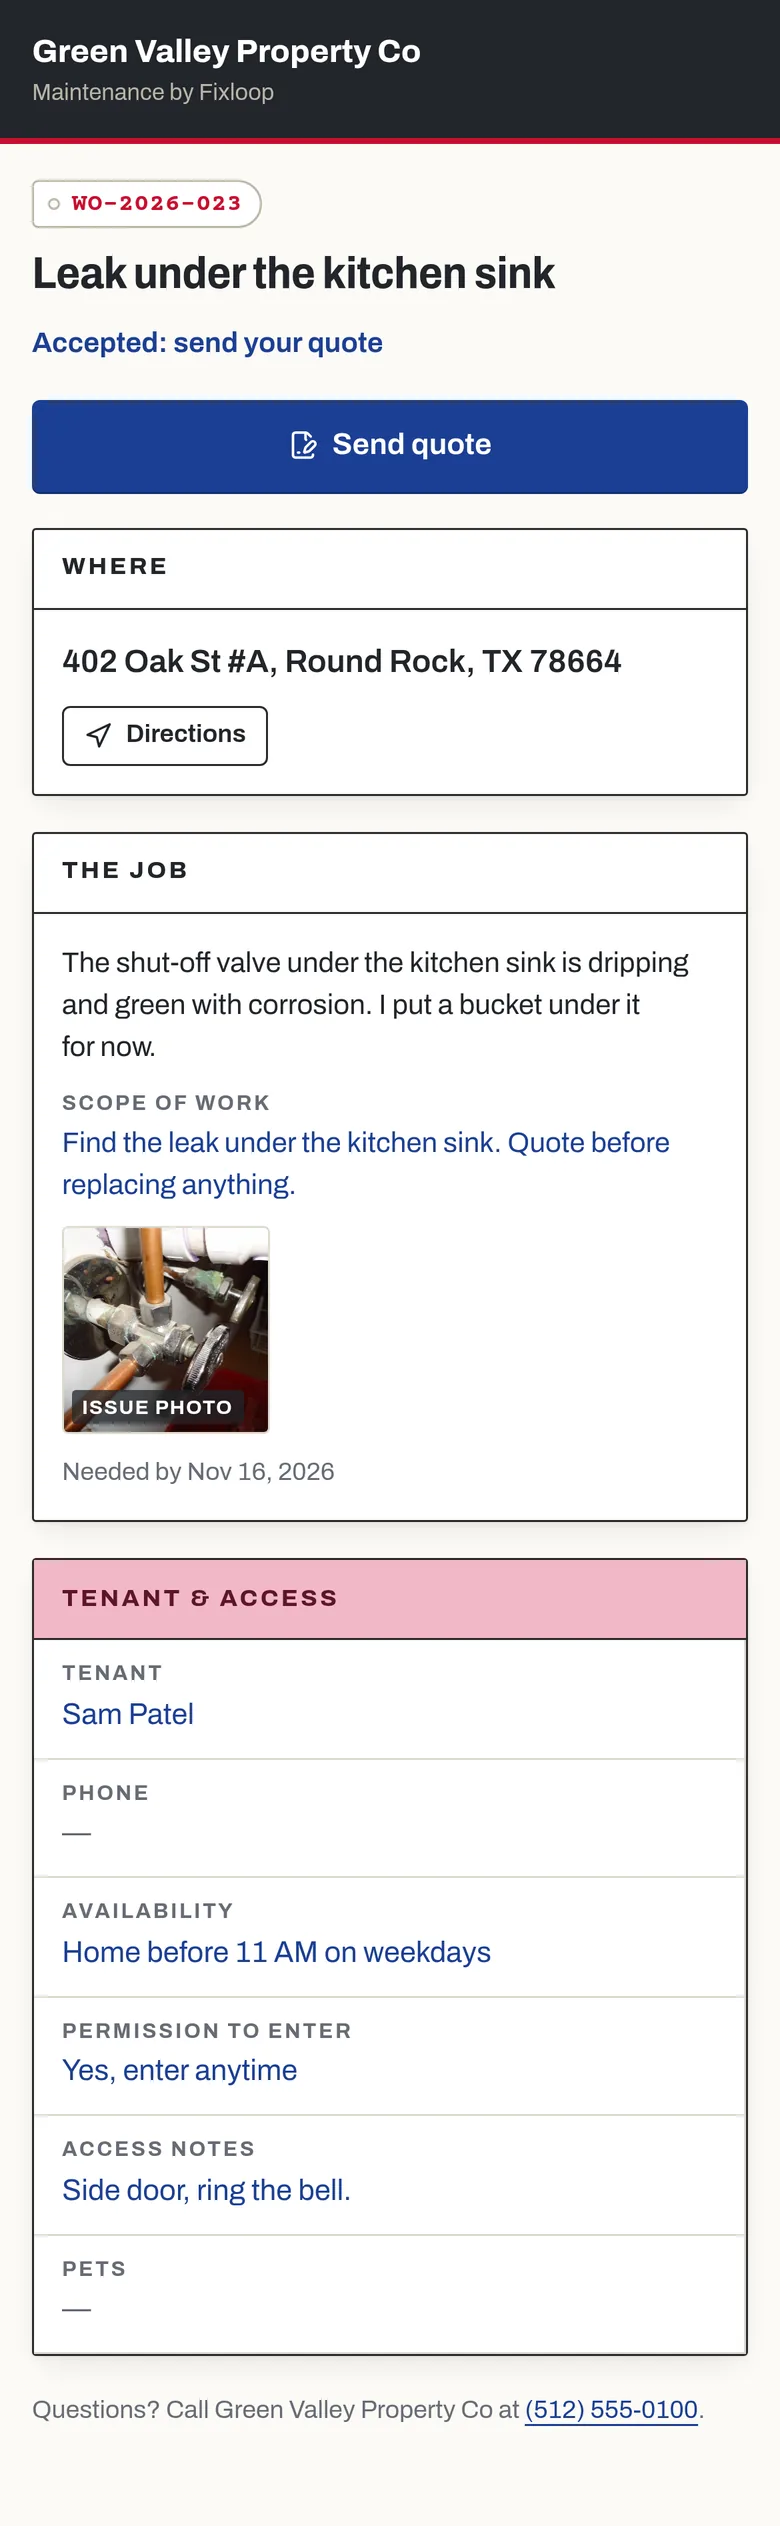 Green Valley Property Co
Maintenance by Fixloop
WO-2026-023
Leak under the kitchen sink
Accepted: send your quote
Send quote
WHERE
402 Oak St #A, Round Rock, TX 78664
Directions
THE JOB
The shut-off valve under the kitchen sink is dripping
and green with corrosion. I put a bucket under it
for now.
SCOPE OF WORK
Find the leak under the kitchen sink. Quote before
replacing anything.
ISSUE PHOTO
Needed by Nov 16, 2026
TENANT & ACCESS
TENANT
Sam Patel
PHONE
—
AVAILABILITY
Home before 11 AM on weekdays
PERMISSION TO ENTER
Yes, enter anytime
ACCESS NOTES
Side door, ring the bell.
PETS
—
Questions? Call Green Valley Property Co at (512) 555-0100.